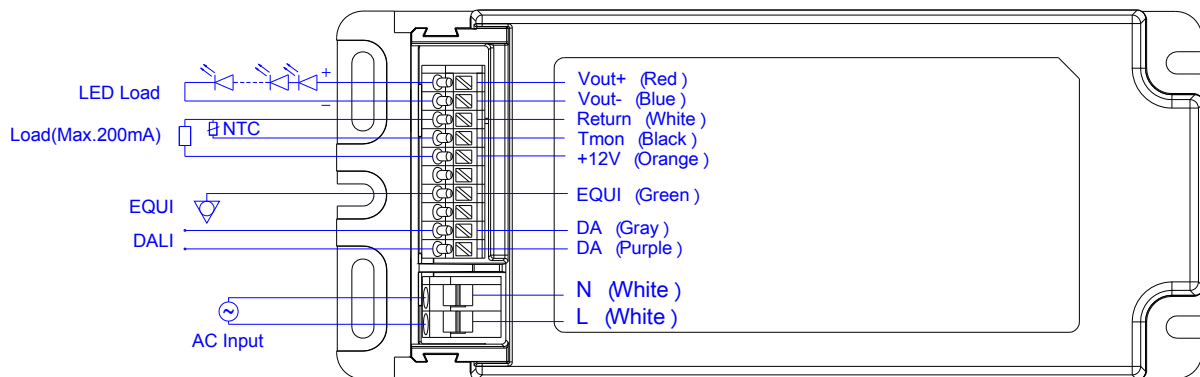 LED Load
+
−
Load(Max.200mA)
NTC
EQUI
DALI
~
AC Input
Vout+ (Red)
Vout- (Blue)
Return (White)
Tmon (Black)
+12V (Orange)
EQUI (Green)
DA (Gray)
DA (Purple)
N (White)
L (White)